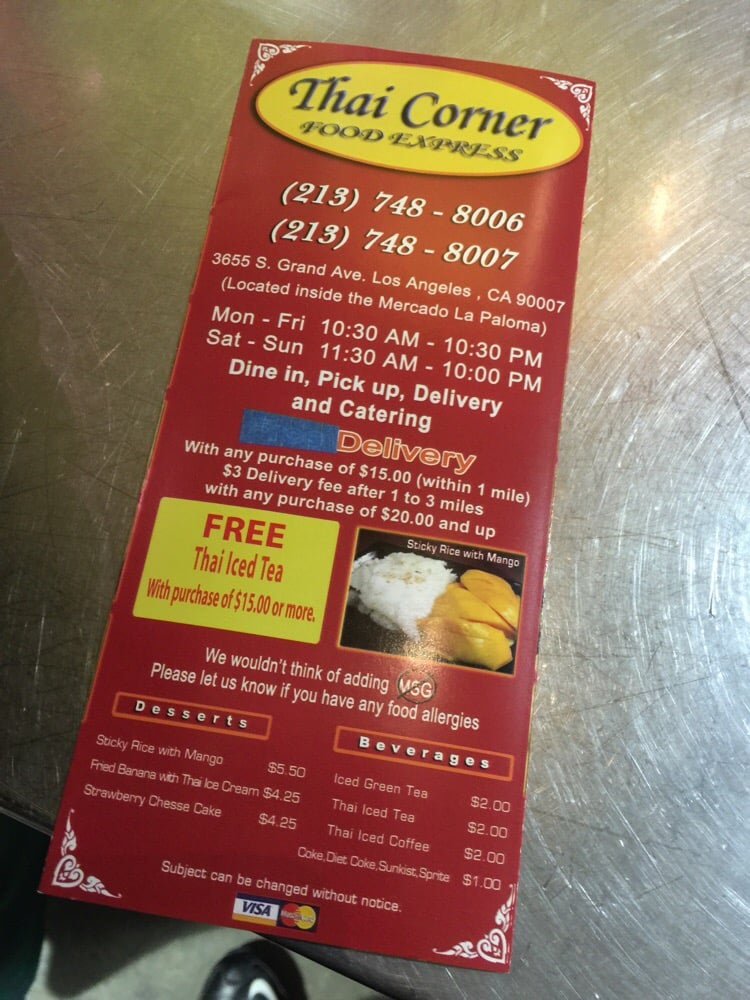 Thai Corner
FOOD EXPRESS
(213) 748 - 8006
(213) 748 - 8007
3655 S. Grand Ave. Los Angeles , CA 90007
(Located inside the Mercado La Paloma)
Mon - Fri 10:30 AM - 10:30 PM
Sat - Sun 11:30 AM - 10:00 PM
Dine in, Pick up, Delivery
and Catering
Delivery
With any purchase of $15.00 (within 1 mile)
$3 Delivery fee after 1 to 3 miles
with any purchase of $20.00 and up
FREE
Thai Iced Tea
With purchase of $15.00 or more.
Sticky Rice with Mango
We wouldn't think of adding MSG
Please let us know if you have any food allergies
Desserts
Sticky Rice with Mango $5.50
Fried Banana with Thai Ice Cream $4.25
Strawberry Chesse Cake $4.25
Beverages
Iced Green Tea $2.00
Thai Iced Tea $2.00
Thai Iced Coffee $2.00
Coke, Diet Coke, Sunkist, Sprite $1.00
Subject can be changed without notice.
VISA MasterCard